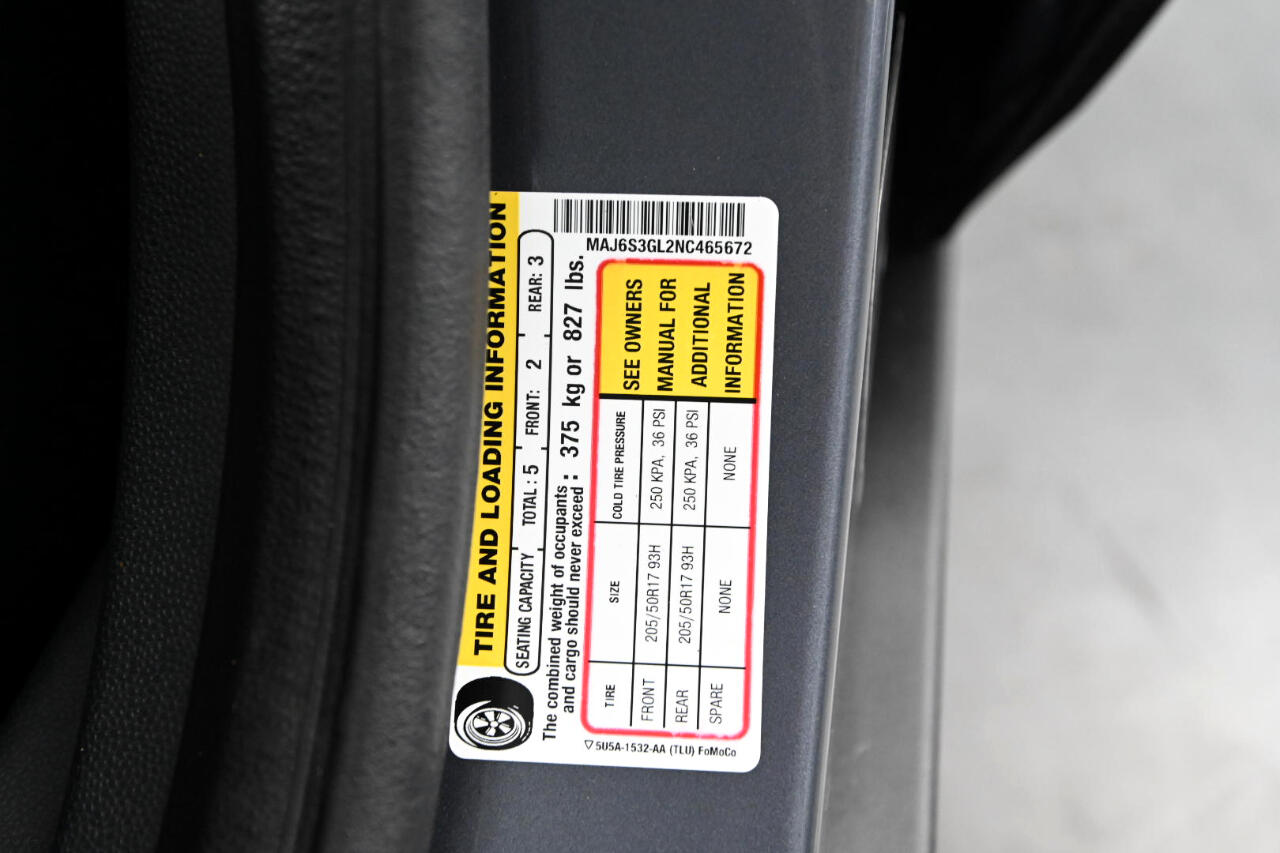 TIRE AND LOADING INFORMATION
SEATING CAPACITY TOTAL : 5 FRONT: 2 REAR: 3
The combined weight of occupants
and cargo should never exceed : 375 kg or 827 lbs.
MAJ6S3GL2NC465672
TIRE SIZE COLD TIRE PRESSURE
FRONT 205/50R17 93H 250 KPA, 36 PSI
REAR 205/50R17 93H 250 KPA, 36 PSI
SPARE NONE NONE
SEE OWNERS
MANUAL FOR
ADDITIONAL
INFORMATION
5U5A-1532-AA (TLU) FoMoCo